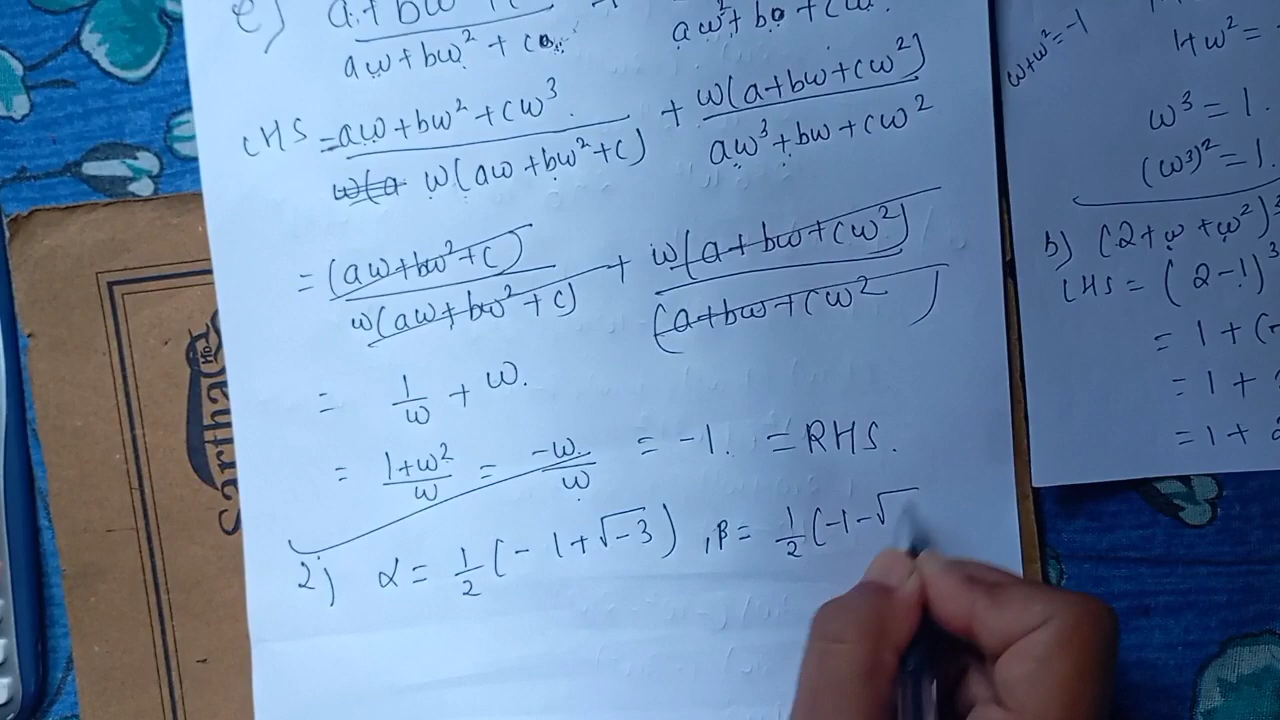 e) a + bω
aω + bω² + c aω² + b + cω.
LHS = aω + bω² + cω³ / ω(aω + bω² + c) + ω(a + bω + cω²) / aω³ + bω + cω²
= (aω + bω² + c) / ω(aω + bω² + c) + ω(a + bω + cω²) / (a + bω + cω²)
= 1/ω + ω.
= 1+ω²/ω = -ω/ω = -1. = RHS.
2) α = 1/2 (-1 + √-3), β = 1/2 (-1 - √
ω + ω² = -1
1 + ω² =
ω³ = 1.
(ω³)² = 1.
b) (2 + ω + ω²)³
LHS = (2 - 1)³
= 1 + (-
= 1 +
= 1 + 2
Sartha